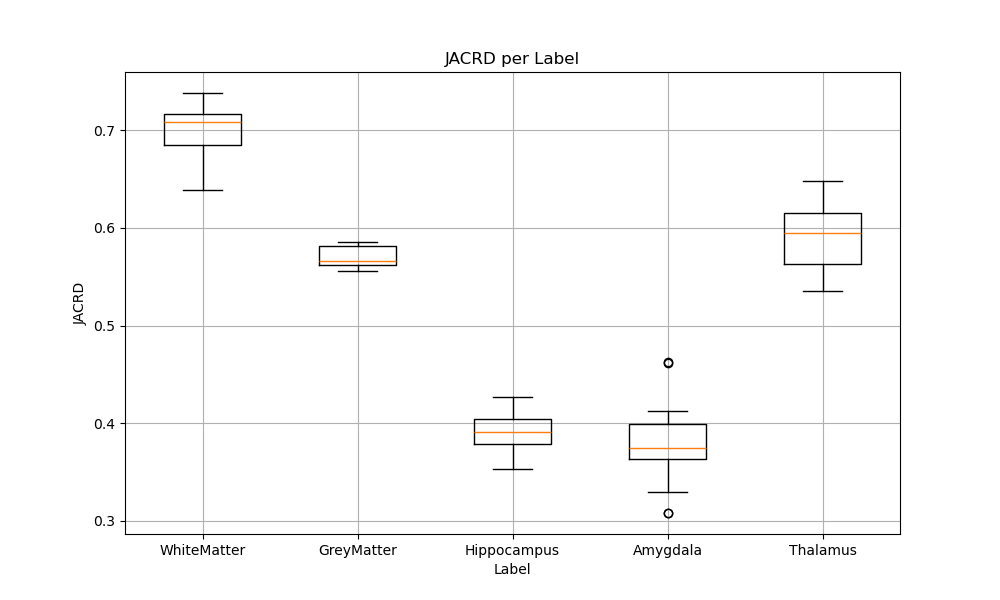 JACRD per Label
JACRD
0.7
0.6
0.5
0.4
0.3
WhiteMatter GreyMatter Hippocampus Amygdala Thalamus
Label